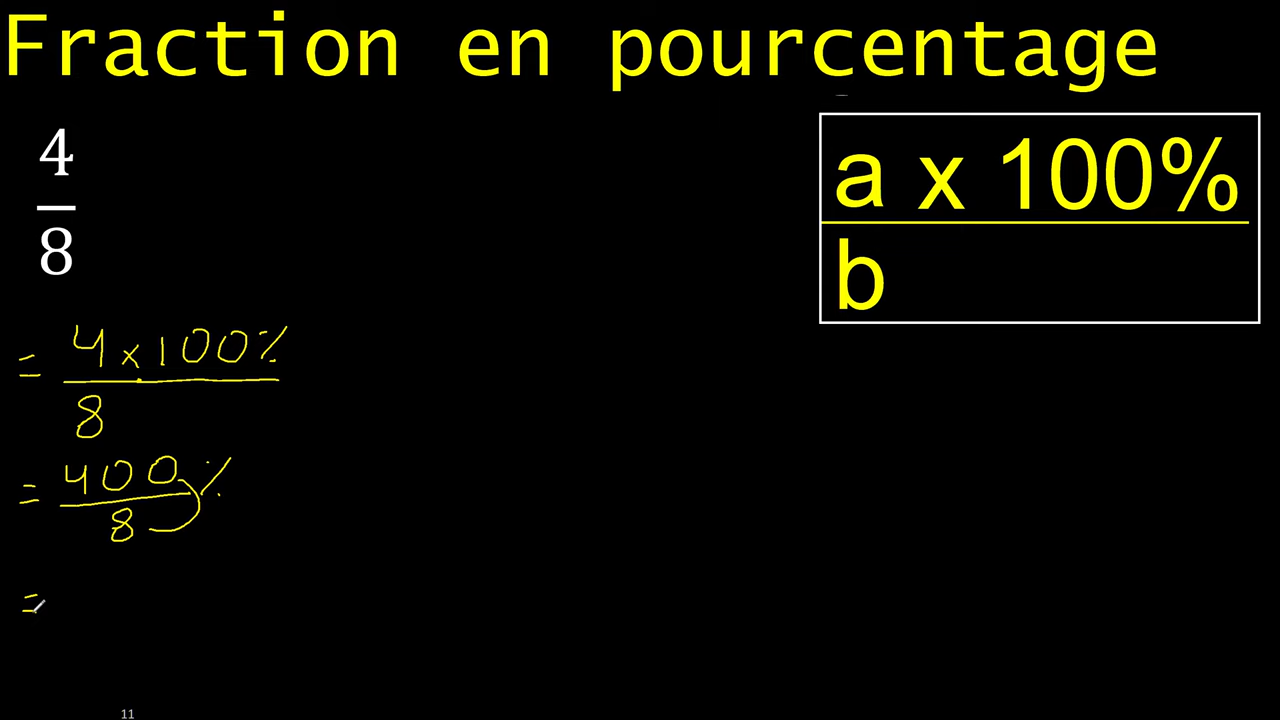 Fraction en pourcentage
4
8
a x 100%
b
= 4 x 100%
8
= 400 %
8
=
11